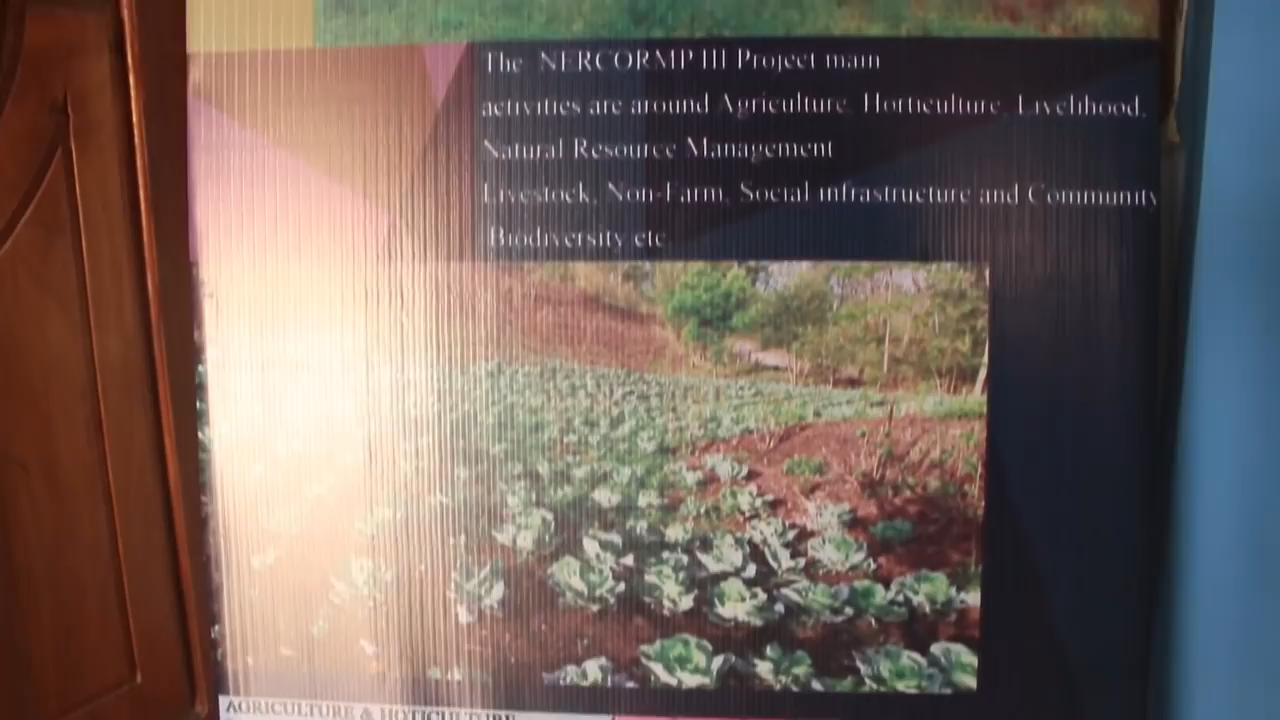 The NERCORMP III Project main
activities are around Agriculture, Horticulture, Livelihood,
Natural Resource Management
Livestock, Non-Farm, Social infrastructure and Community
Biodiversity etc
AGRICULTURE & HOTICULTURE